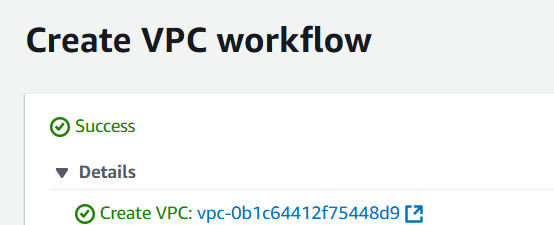 Create VPC workflow
Success
Details
Create VPC: vpc-0b1c64412f75448d9